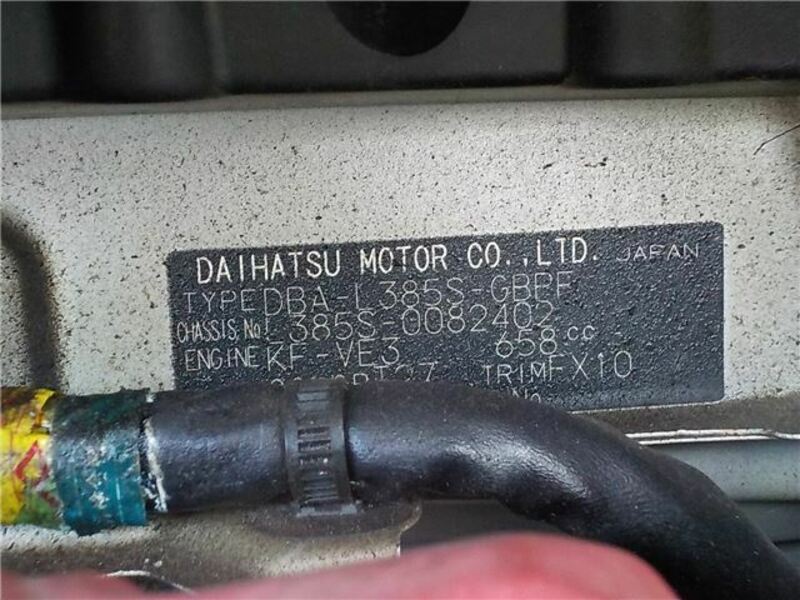 DAIHATSU MOTOR CO.,LTD. JAPAN
TYPE DBA-L385S-GBPF
CHASSIS.No. L385S-0082402
ENGINE KF-VE3 658 cc
TRIM FX10
No.